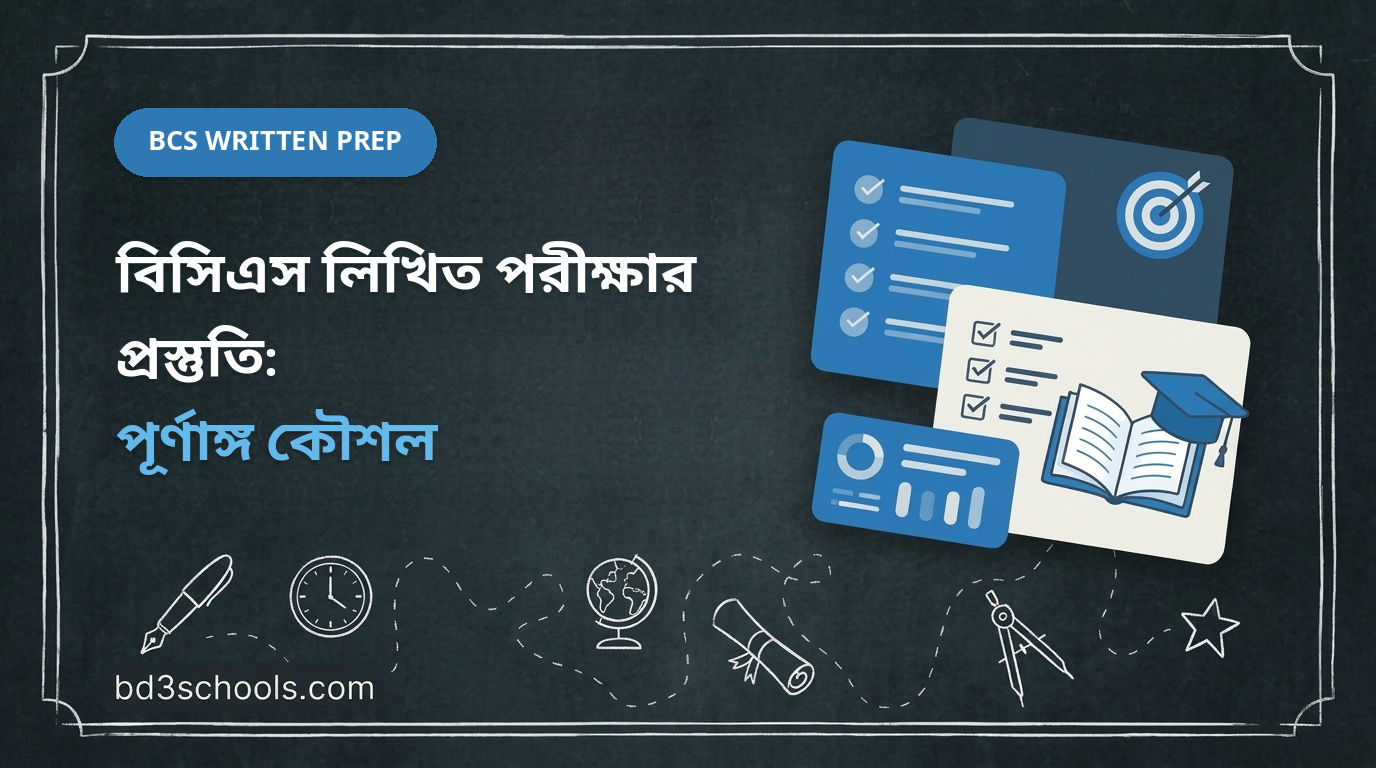 BCS WRITTEN PREP
বিসিএস লিখিত পরীক্ষার
প্রস্তুতি:
পূর্ণাঙ্গ কৌশল
bd3schools.com